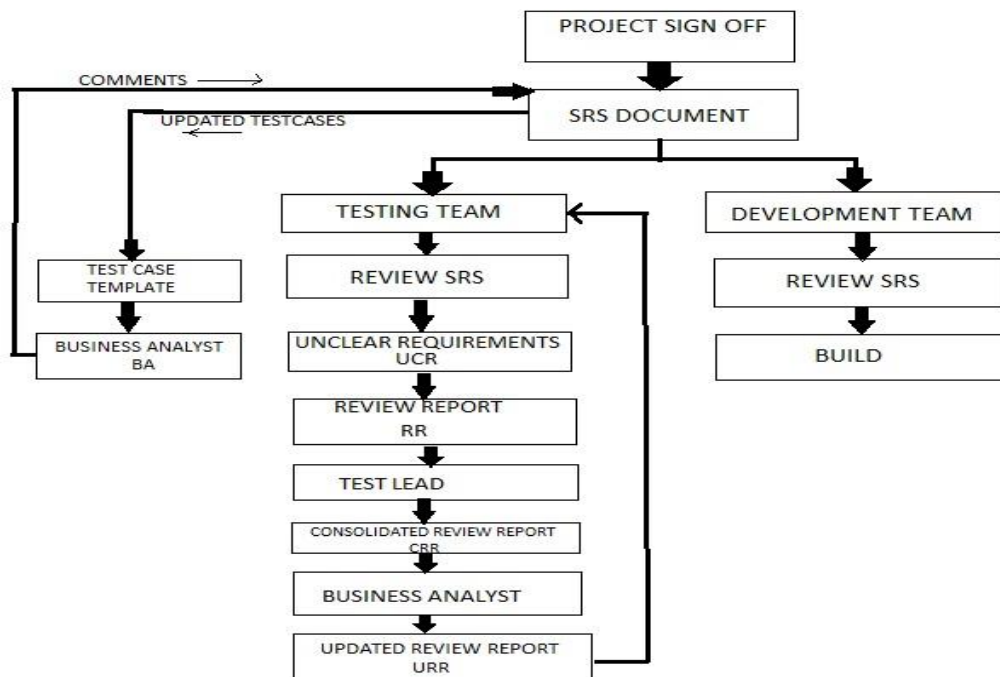 PROJECT SIGN OFF
COMMENTS
SRS DOCUMENT
UPDATED TESTCASES
TESTING TEAM
DEVELOPMENT TEAM
TEST CASE
TEMPLATE
REVIEW SRS
REVIEW SRS
BUSINESS ANALYST
BA
UNCLEAR REQUIREMENTS
UCR
BUILD
REVIEW REPORT
RR
TEST LEAD
CONSOLIDATED REVIEW REPORT
CRR
BUSINESS ANALYST
UPDATED REVIEW REPORT
URR